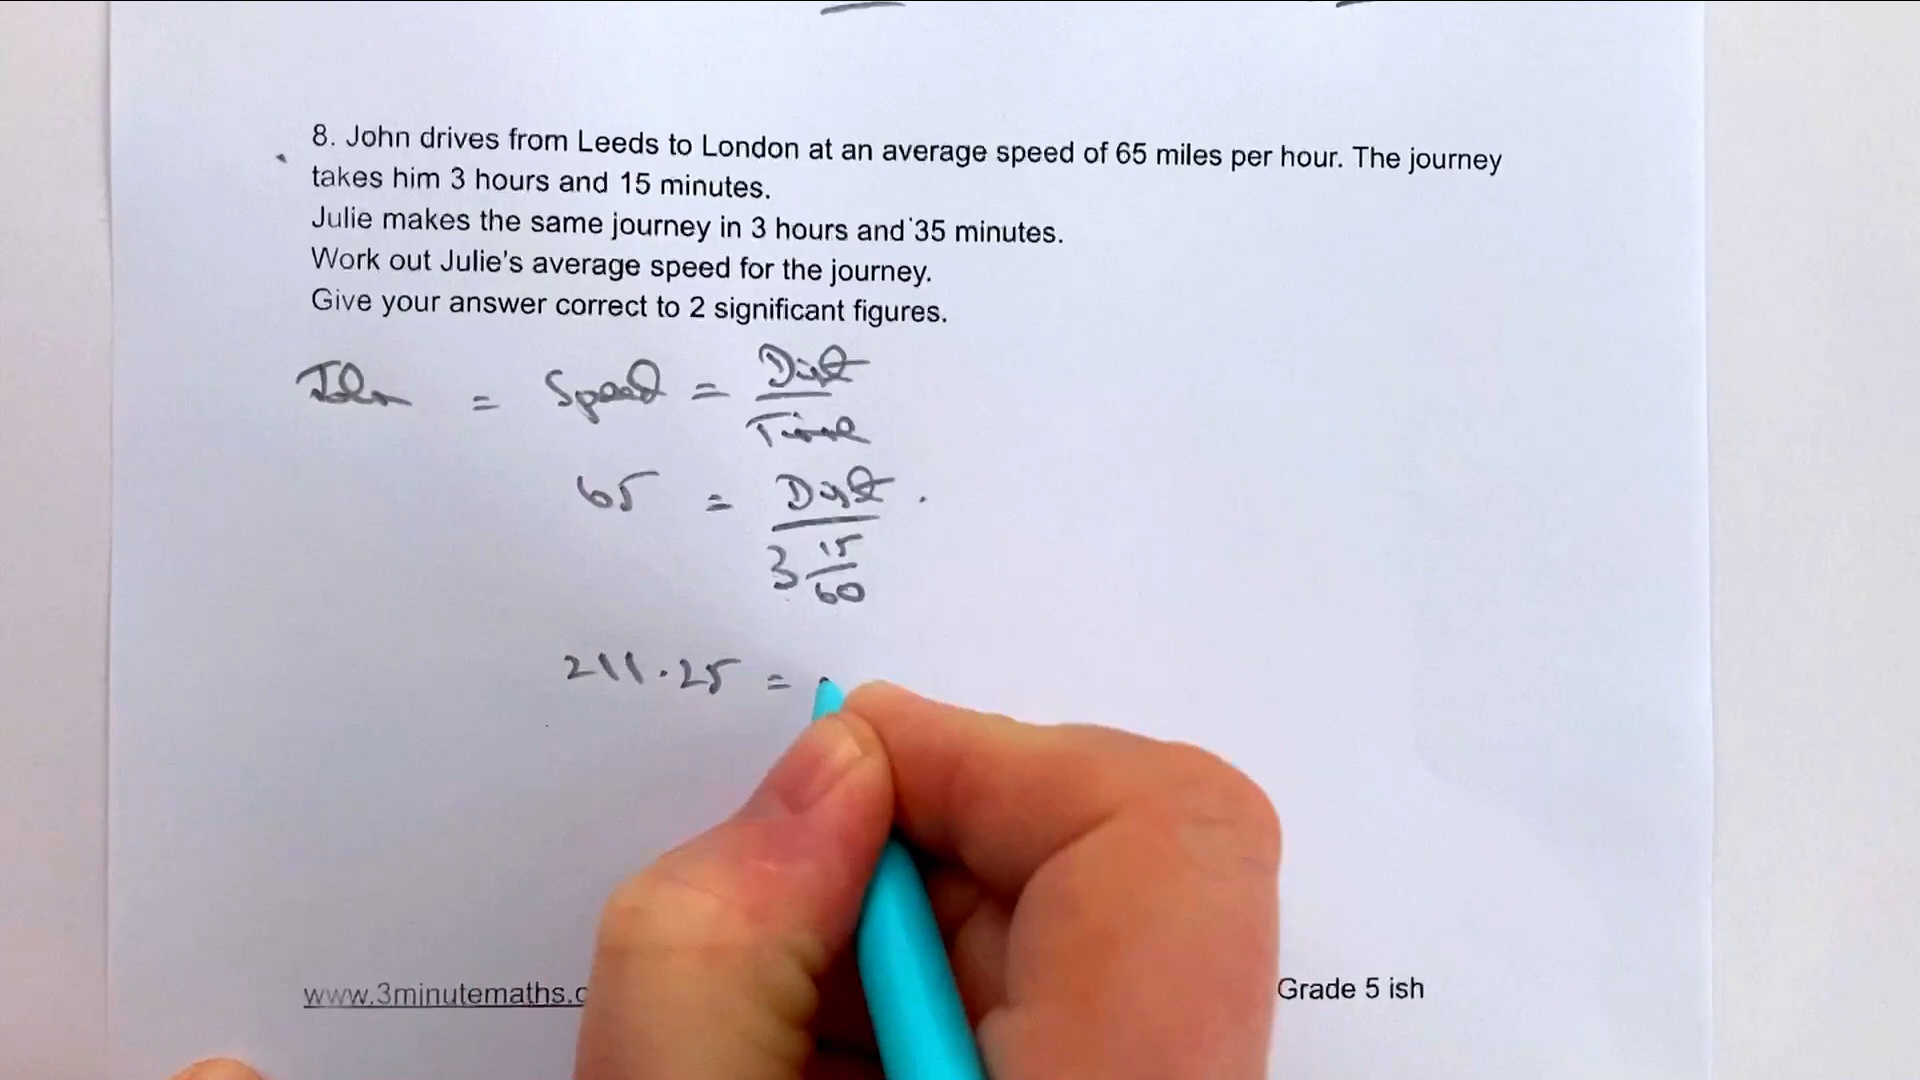 8. John drives from Leeds to London at an average speed of 65 miles per hour. The journey
takes him 3 hours and 15 minutes.
Julie makes the same journey in 3 hours and 35 minutes.
Work out Julie's average speed for the journey.
Give your answer correct to 2 significant figures.
John = Speed = Dist
Time
65 = Dist
3 15
60
211.25 =
www.3minutemaths.c
Grade 5 ish